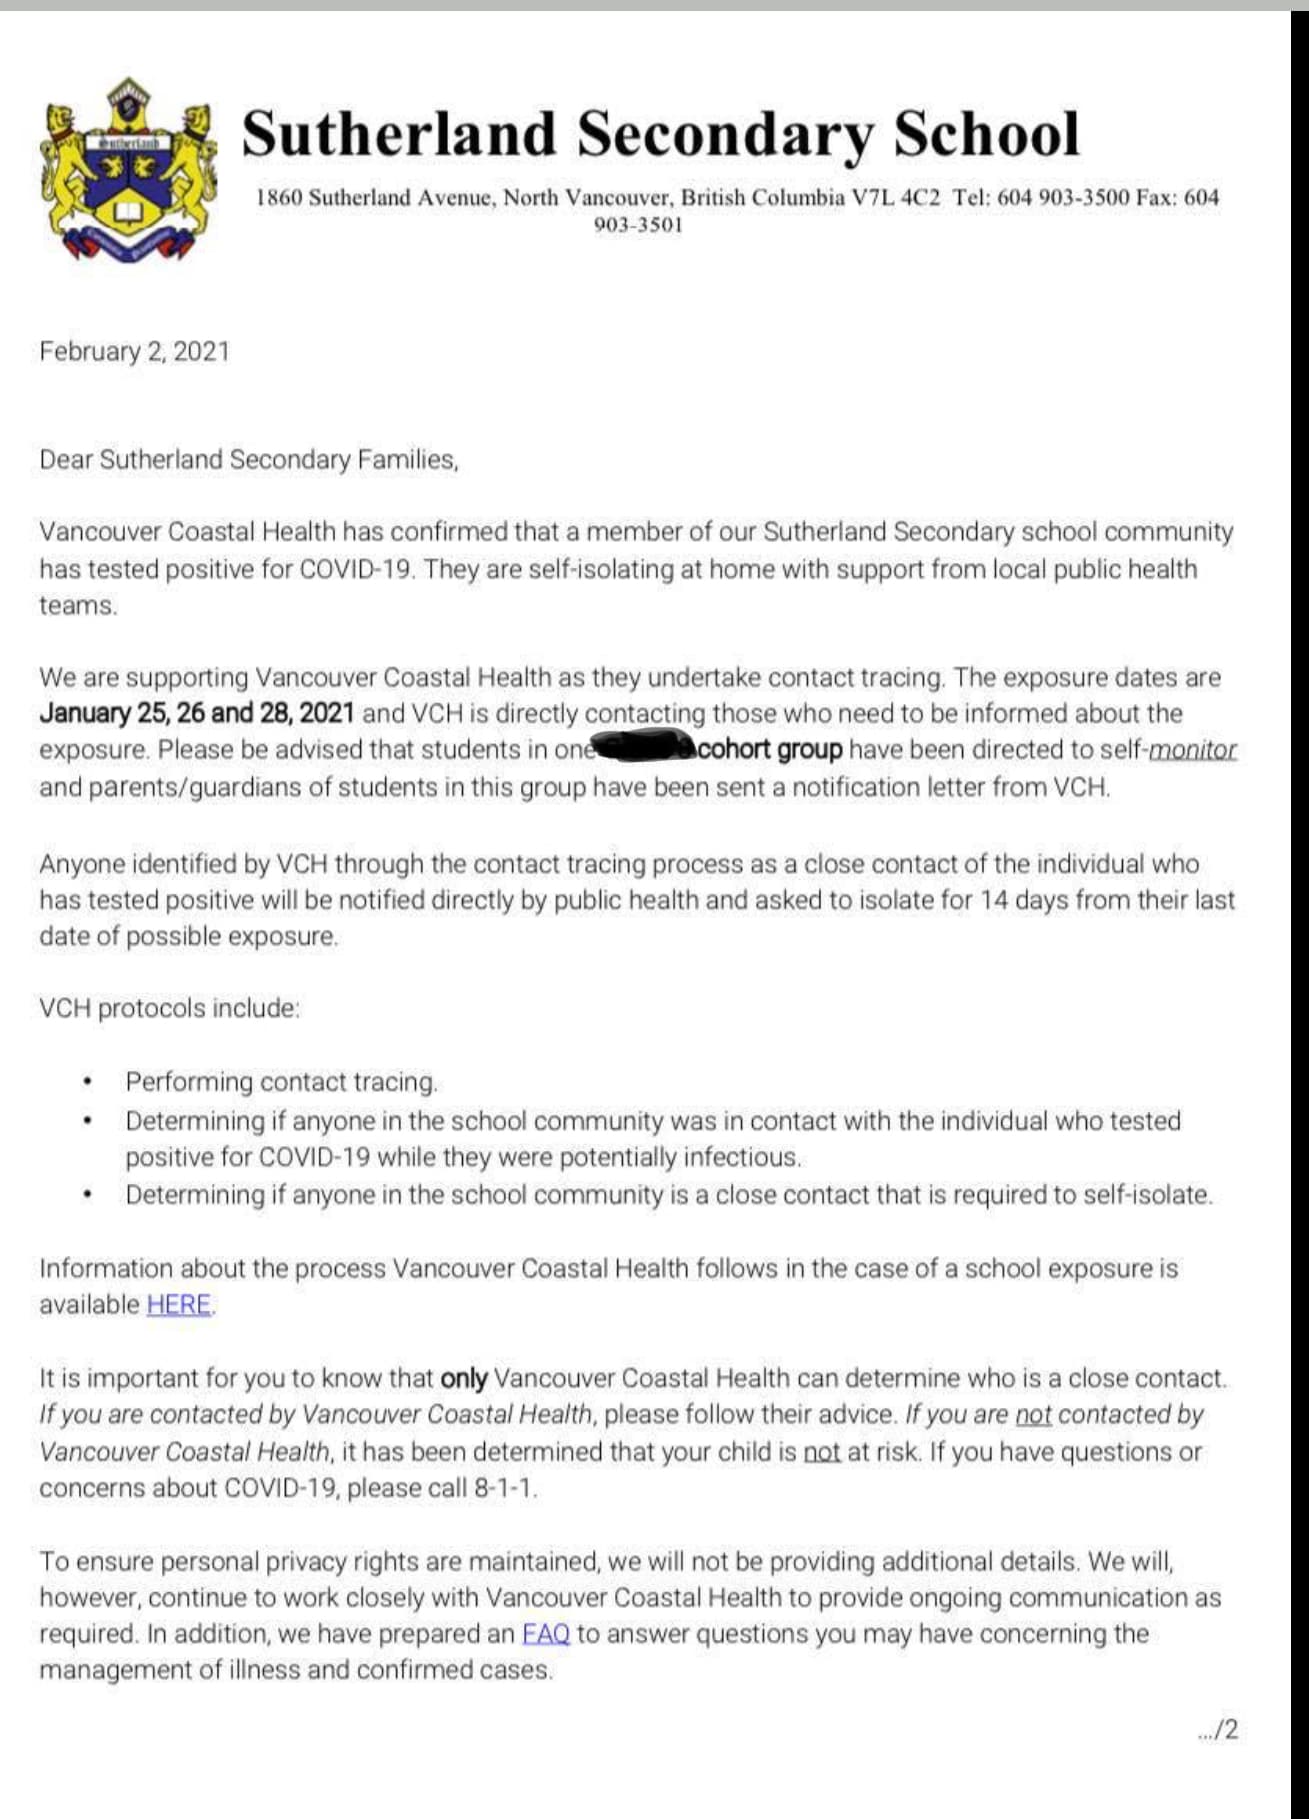 Sutherland
Sutherland Secondary School
1860 Sutherland Avenue, North Vancouver, British Columbia V7L 4C2 Tel: 604 903-3500 Fax: 604
903-3501
February 2, 2021
Dear Sutherland Secondary Families,
Vancouver Coastal Health has confirmed that a member of our Sutherland Secondary school community
has tested positive for COVID-19. They are self-isolating at home with support from local public health
teams.
We are supporting Vancouver Coastal Health as they undertake contact tracing. The exposure dates are
January 25, 26 and 28, 2021 and VCH is directly contacting those who need to be informed about the
exposure. Please be advised that students in one cohort group have been directed to self-monitor
and parents/guardians of students in this group have been sent a notification letter from VCH.
Anyone identified by VCH through the contact tracing process as a close contact of the individual who
has tested positive will be notified directly by public health and asked to isolate for 14 days from their last
date of possible exposure.
VCH protocols include:
• Performing contact tracing.
• Determining if anyone in the school community was in contact with the individual who tested
positive for COVID-19 while they were potentially infectious.
• Determining if anyone in the school community is a close contact that is required to self-isolate.
Information about the process Vancouver Coastal Health follows in the case of a school exposure is
available HERE.
It is important for you to know that only Vancouver Coastal Health can determine who is a close contact.
If you are contacted by Vancouver Coastal Health, please follow their advice. If you are not contacted by
Vancouver Coastal Health, it has been determined that your child is not at risk. If you have questions or
concerns about COVID-19, please call 8-1-1.
To ensure personal privacy rights are maintained, we will not be providing additional details. We will,
however, continue to work closely with Vancouver Coastal Health to provide ongoing communication as
required. In addition, we have prepared an FAQ to answer questions you may have concerning the
management of illness and confirmed cases.
.../2